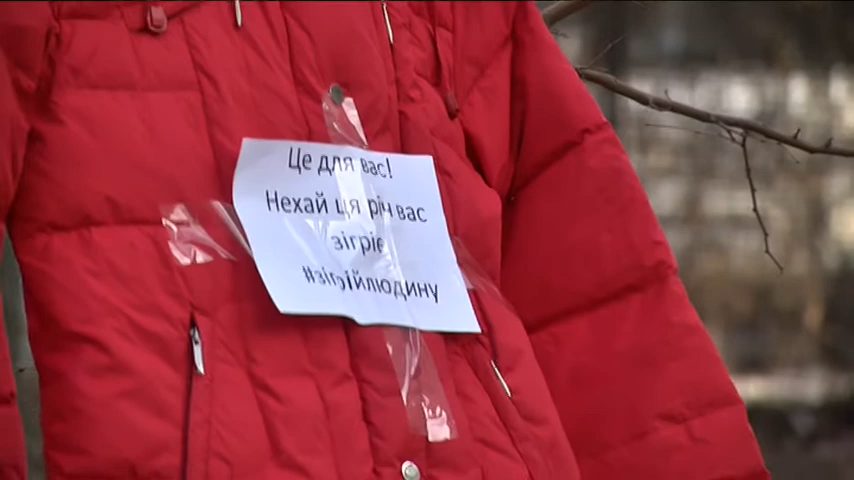 Це для вас!
Нехай ця річ вас
зігріє
#зігрійлюдину